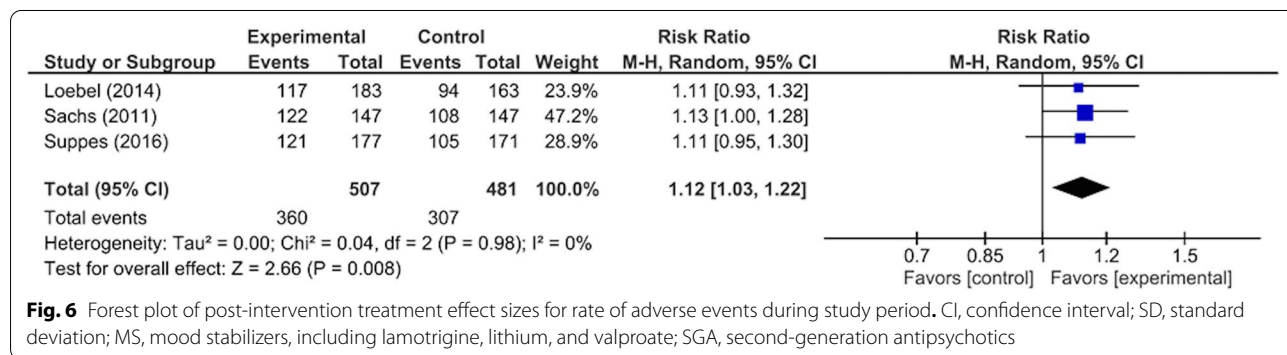 Experimental Control Risk Ratio Risk Ratio
Study or Subgroup Events Total Events Total Weight M-H, Random, 95% CI M-H, Random, 95% CI
Loebel (2014) 117 183 94 163 23.9% 1.11 [0.93, 1.32]
Sachs (2011) 122 147 108 147 47.2% 1.13 [1.00, 1.28]
Suppes (2016) 121 177 105 171 28.9% 1.11 [0.95, 1.30]
Total (95% CI) 507 481 100.0% 1.12 [1.03, 1.22]
Total events 360 307
Heterogeneity: Tau² = 0.00; Chi² = 0.04, df = 2 (P = 0.98); I² = 0%
Test for overall effect: Z = 2.66 (P = 0.008)
0.7 0.85 1 1.2 1.5
Favors [control] Favors [experimental]
Fig. 6 Forest plot of post-intervention treatment effect sizes for rate of adverse events during study period. CI, confidence interval; SD, standard
deviation; MS, mood stabilizers, including lamotrigine, lithium, and valproate; SGA, second-generation antipsychotics